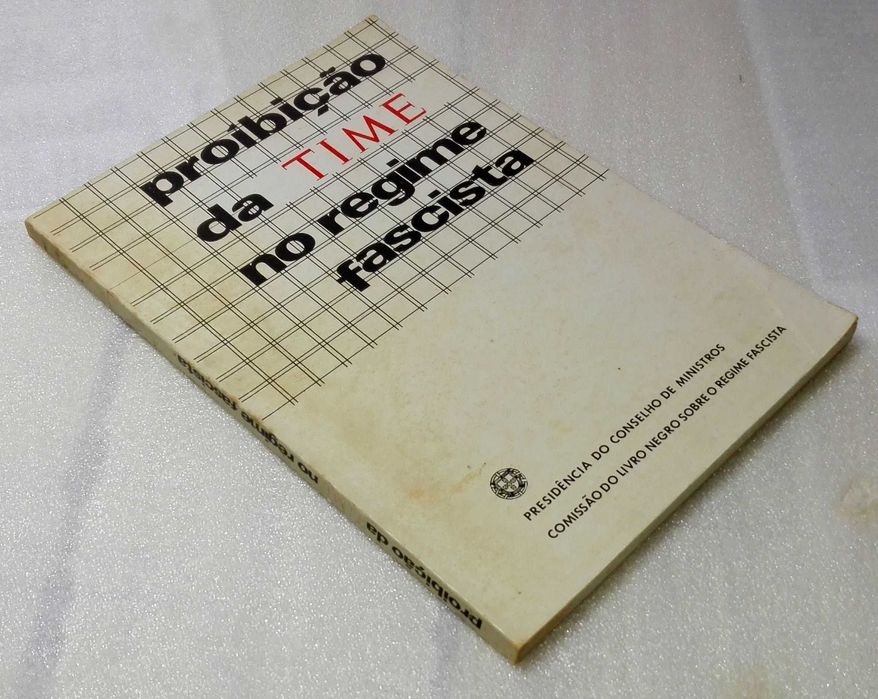 proibição
da TIME
no regime
fascista
PRESIDÊNCIA DO CONSELHO DE MINISTROS
COMISSÃO DO LIVRO NEGRO SOBRE O REGIME FASCISTA
proibição da
no regime fascista